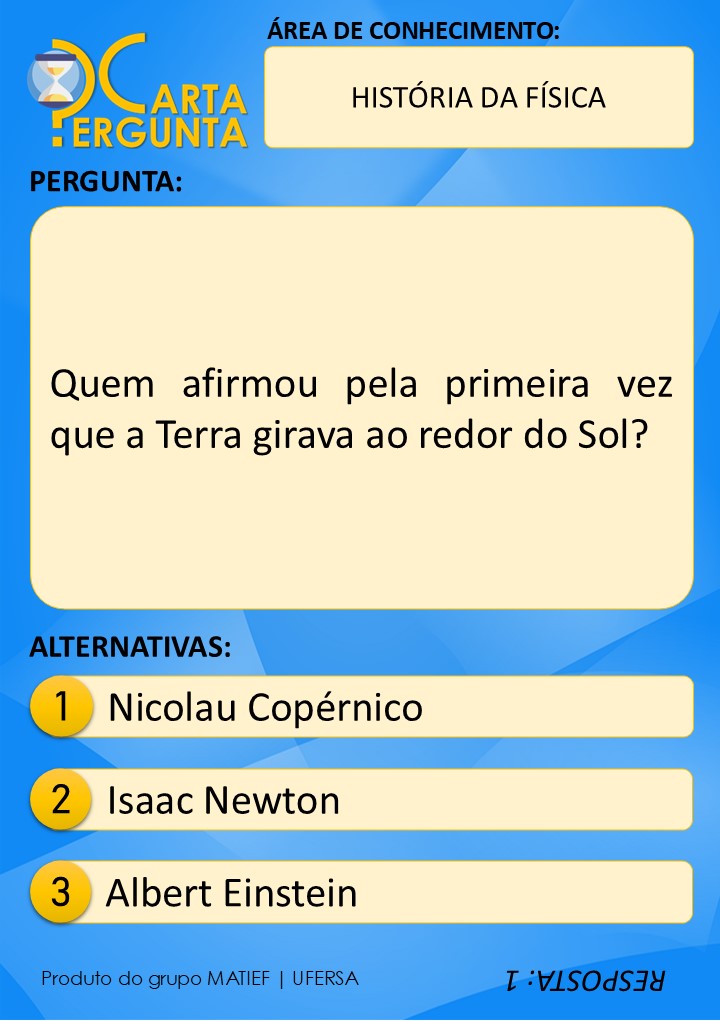 CARTA
PERGUNTA
ÁREA DE CONHECIMENTO:
HISTÓRIA DA FÍSICA
PERGUNTA:
Quem afirmou pela primeira vez
que a Terra girava ao redor do Sol?
ALTERNATIVAS:
1 Nicolau Copérnico
2 Isaac Newton
3 Albert Einstein
Produto do grupo MATIEF | UFERSA
RESPOSTA: 1